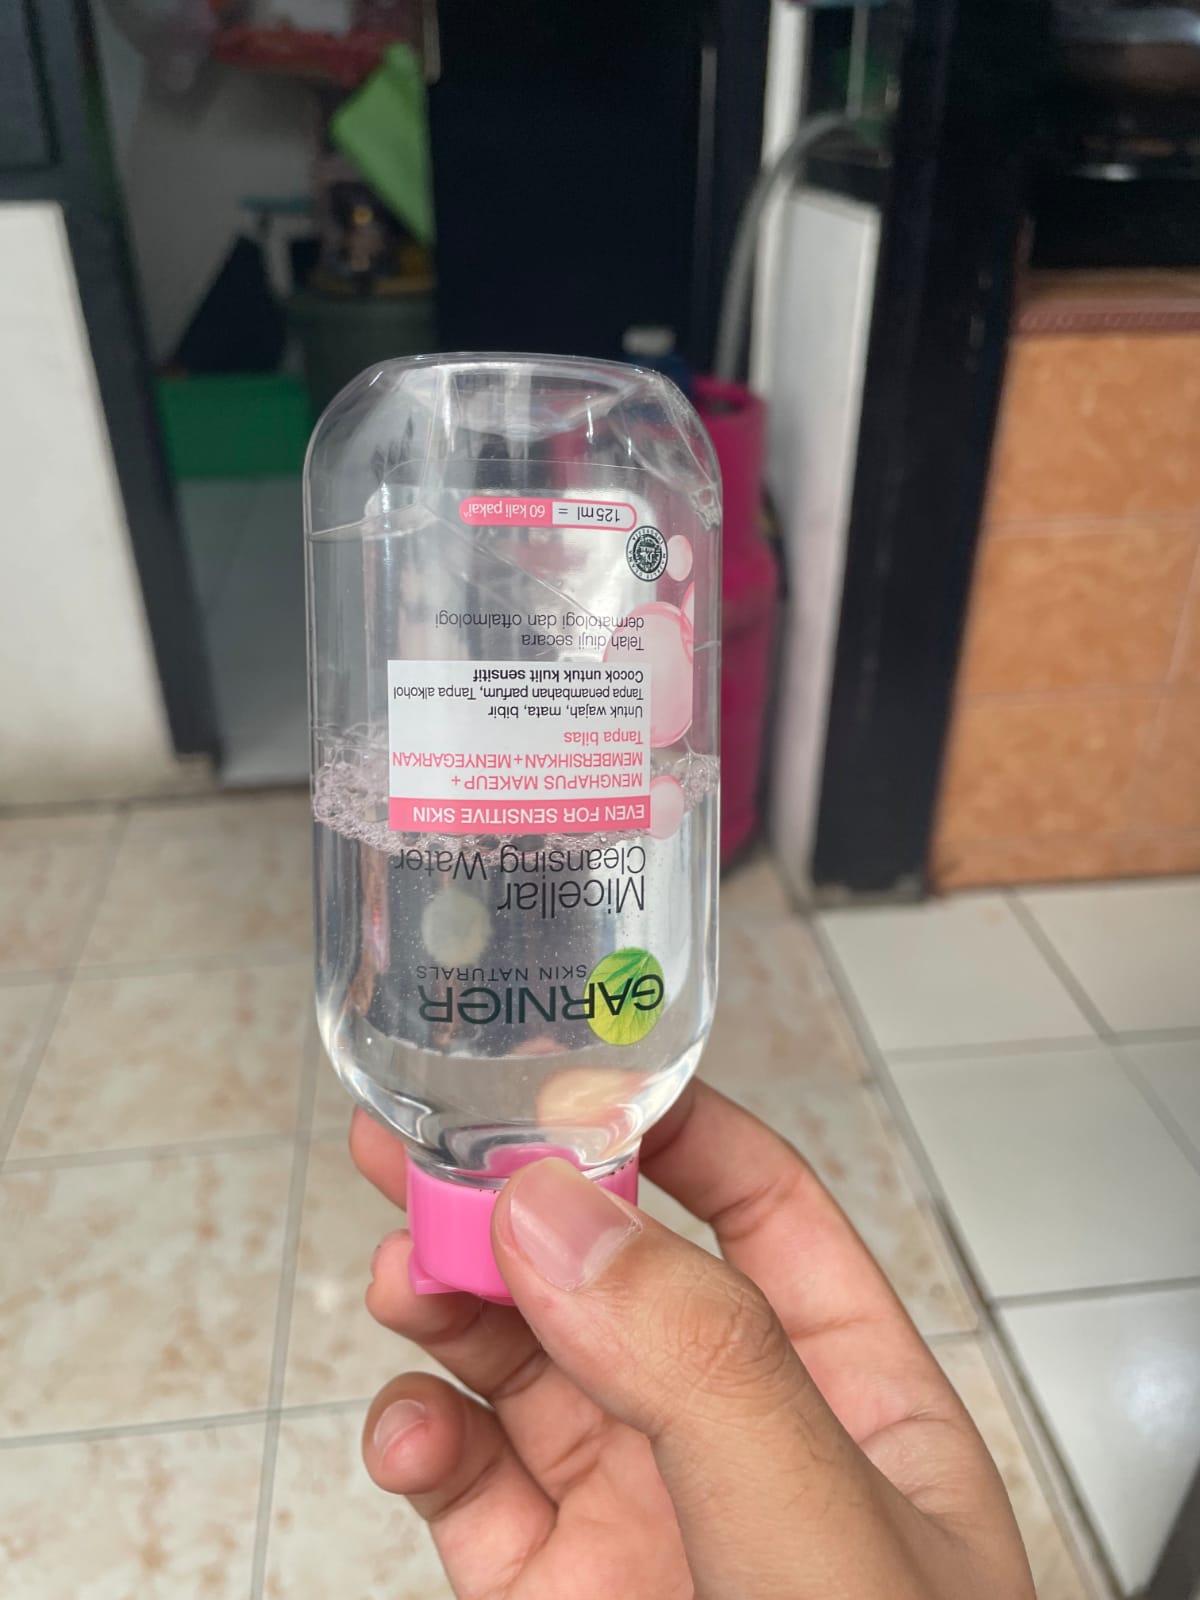 GARNIER
SKIN NATURALS
Micellar
Cleansing Water
EVEN FOR SENSITIVE SKIN
MENGHAPUS MAKEUP +
MEMBERSIHKAN + MENYEGARKAN
Tanpa bilas
Untuk wajah, mata, bibir
Tanpa penambahan parfum, Tanpa alkohol
Cocok untuk kulit sensitif
Telah diuji secara
dermatologi dan oftalmologi
125 ml = 60 kali pakai^